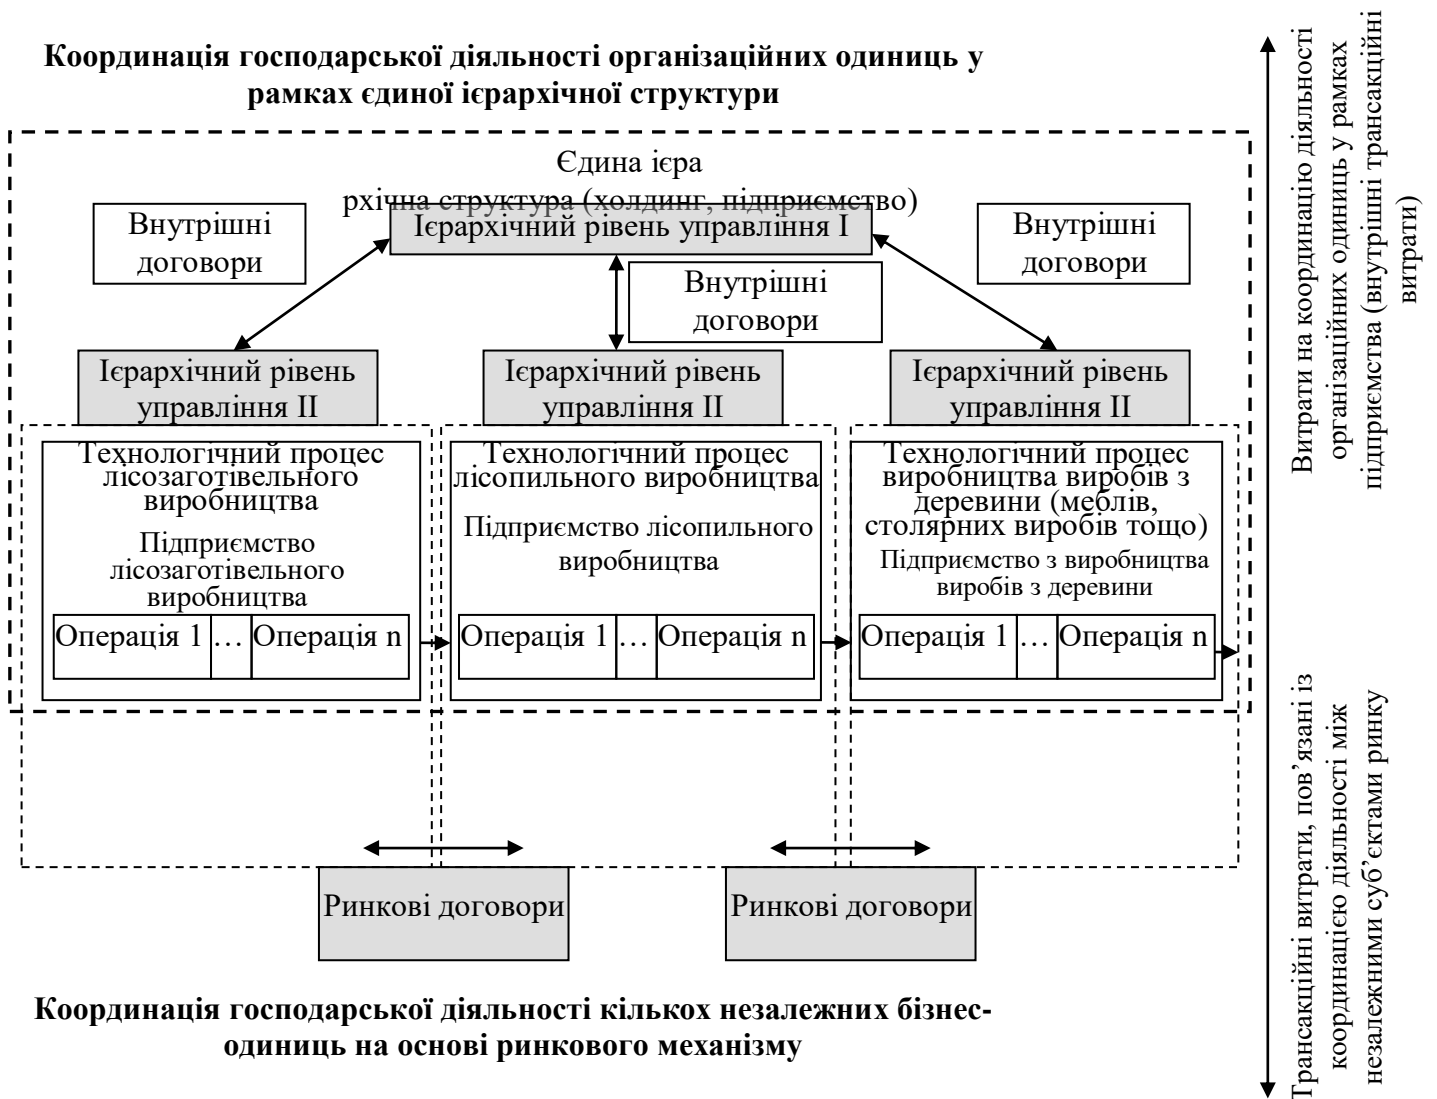 Координація господарської діяльності організаційних одиниць у
рамках єдиної ієрархічної структури
Єдина ієра
рхічна структура (холдинг, підприємство)
Внутрішні
договори
Ієрархічний рівень управління І
Внутрішні
договори
Внутрішні
договори
Ієрархічний рівень
управління ІІ
Ієрархічний рівень
управління ІІ
Ієрархічний рівень
управління ІІ
Технологічний процес
лісозаготівельного
виробництва
Підприємство
лісозаготівельного
виробництва
Операція 1
…
Операція n
Технологічний процес
лісопильного виробництва
Підприємство лісопильного
виробництва
Операція 1
…
Операція n
Технологічний процес
виробництва виробів з
деревини (меблів,
столярних виробів тощо)
Підприємство з виробництва
виробів з деревини
Операція 1
…
Операція n
Ринкові договори
Ринкові договори
Координація господарської діяльності кількох незалежних бізнес-
одиниць на основі ринкового механізму
Витрати на координацію діяльності
організаційних одиниць у рамках
підприємства (внутрішні трансакційні
витрати)
Трансакційні витрати, пов’язані із
координацією діяльності між
незалежними суб’єктами ринку